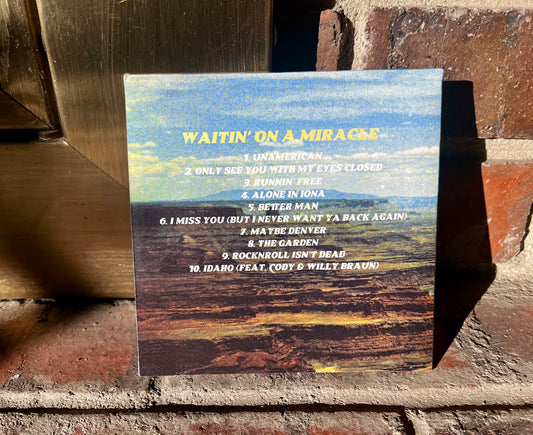 WAITIN' ON A MIRACLE
1. UNAMERICAN
2. ONLY SEE YOU WITH MY EYES CLOSED
3. RUNNIN' FREE
4. ALONE IN IONA
5. BETTER MAN
6. I MISS YOU (BUT I NEVER WANT YA BACK AGAIN)
7. MAYBE DENVER
8. THE GARDEN
9. ROCKNROLL ISN'T DEAD
10. IDAHO (FEAT. CODY & WILLY BRAUN)